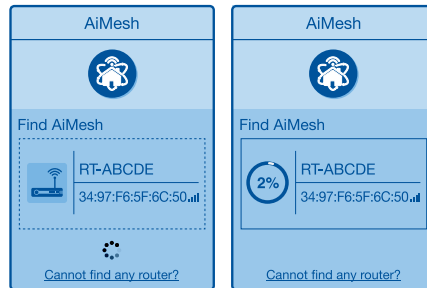 AiMesh
Find AiMesh
RT-ABCDE
34:97:F6:5F:6C:50
Cannot find any router?
AiMesh
Find AiMesh
2%
RT-ABCDE
34:97:F6:5F:6C:50
Cannot find any router?